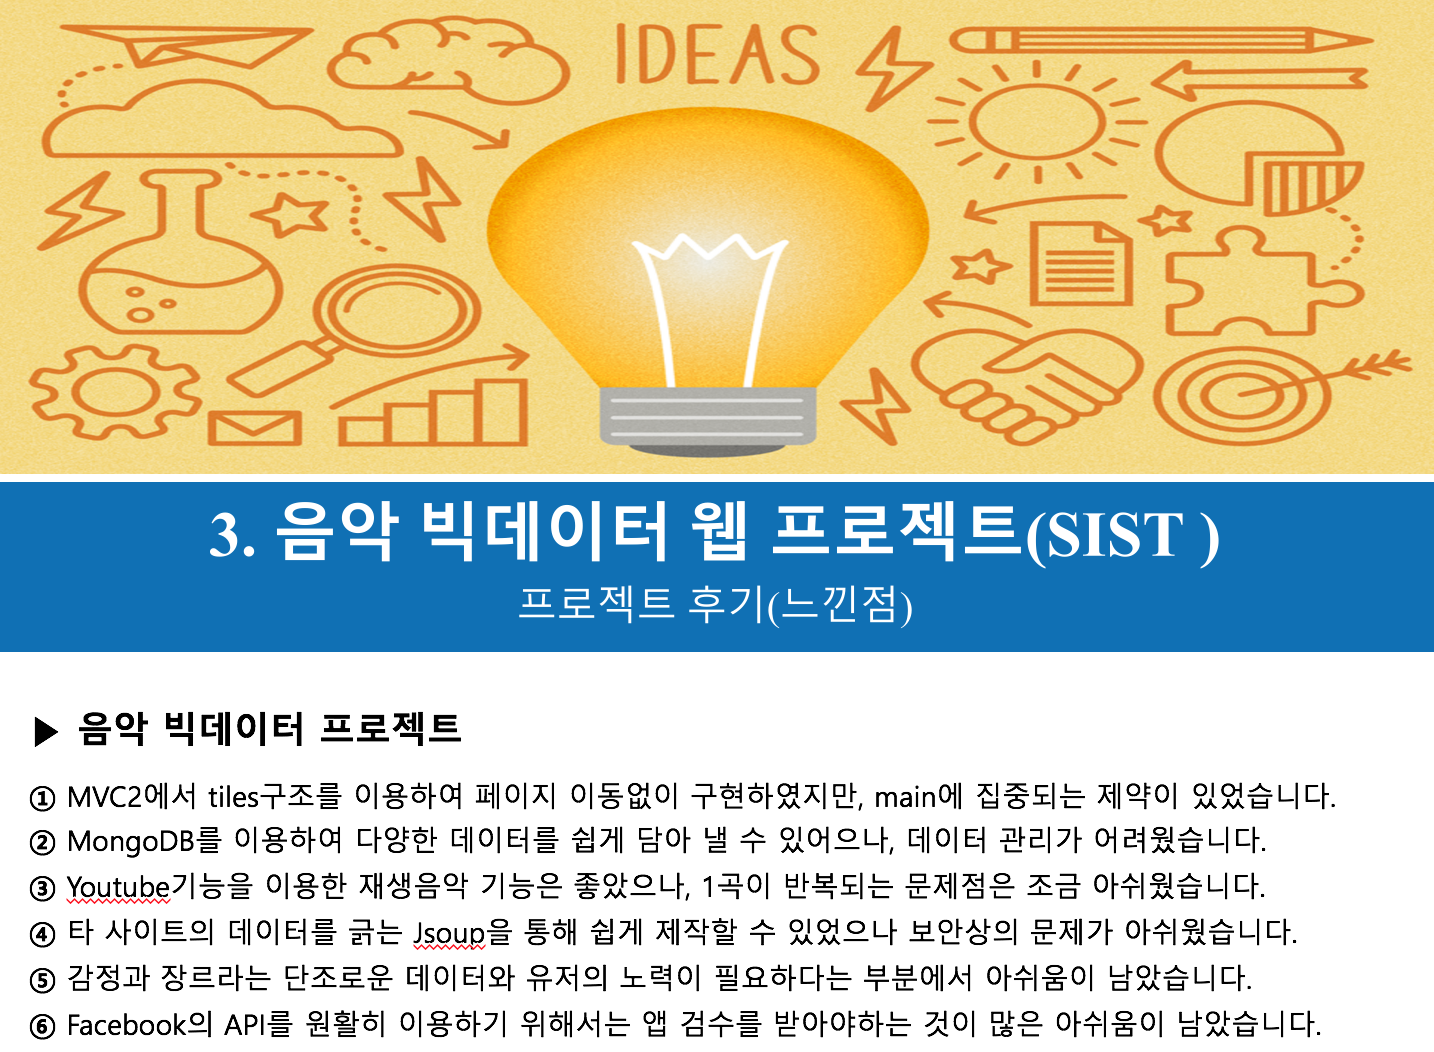 IDEAS
3. 음악 빅데이터 웹 프로젝트(SIST )
프로젝트 후기(느낀점)
▶ 음악 빅데이터 프로젝트
① MVC2에서 tiles구조를 이용하여 페이지 이동없이 구현하였지만, main에 집중되는 제약이 있었습니다.
② MongoDB를 이용하여 다양한 데이터를 쉽게 담아 낼 수 있어으나, 데이터 관리가 어려웠습니다.
③ Youtube기능을 이용한 재생음악 기능은 좋았으나, 1곡이 반복되는 문제점은 조금 아쉬웠습니다.
④ 타 사이트의 데이터를 긁는 Jsoup을 통해 쉽게 제작할 수 있었으나 보안상의 문제가 아쉬웠습니다.
⑤ 감정과 장르라는 단조로운 데이터와 유저의 노력이 필요하다는 부분에서 아쉬움이 남았습니다.
⑥ Facebook의 API를 원활히 이용하기 위해서는 앱 검수를 받아야하는 것이 많은 아쉬움이 남았습니다.